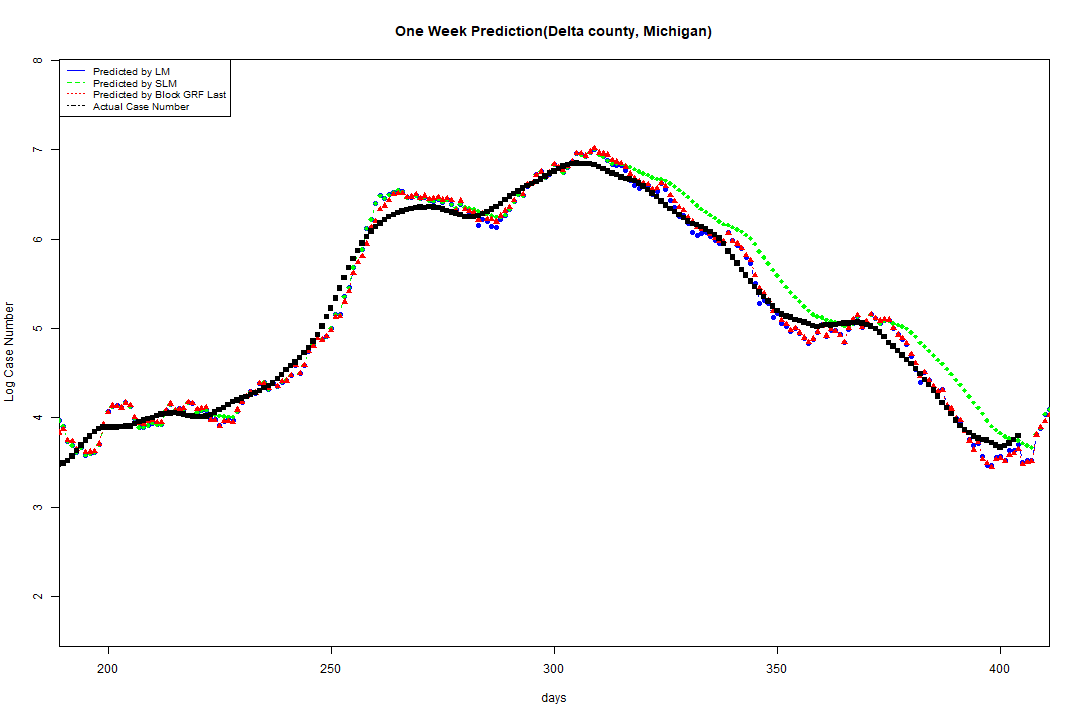 One Week Prediction(Delta county, Michigan)
Predicted by LM
Predicted by SLM
Predicted by Block GRF Last
Actual Case Number
8
7
6
5
4
3
2
Log Case Number
200 250 300 350 400
days